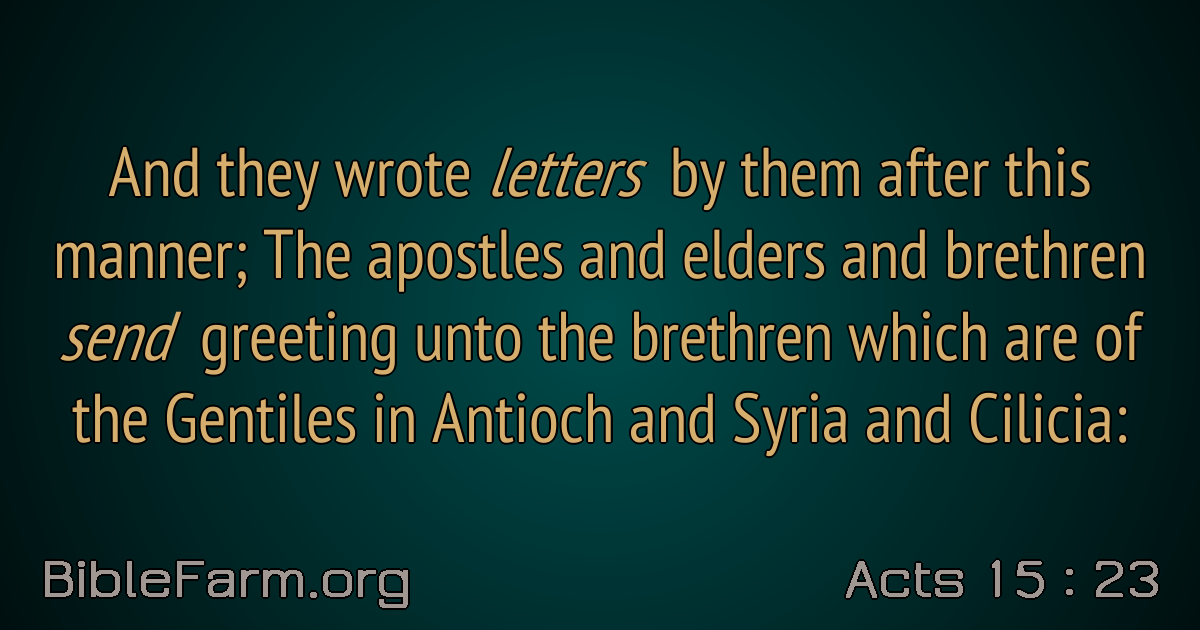 And they wrote letters by them after this
manner; The apostles and elders and brethren
send greeting unto the brethren which are of
the Gentiles in Antioch and Syria and Cilicia:
BibleFarm.org
Acts 15 : 23